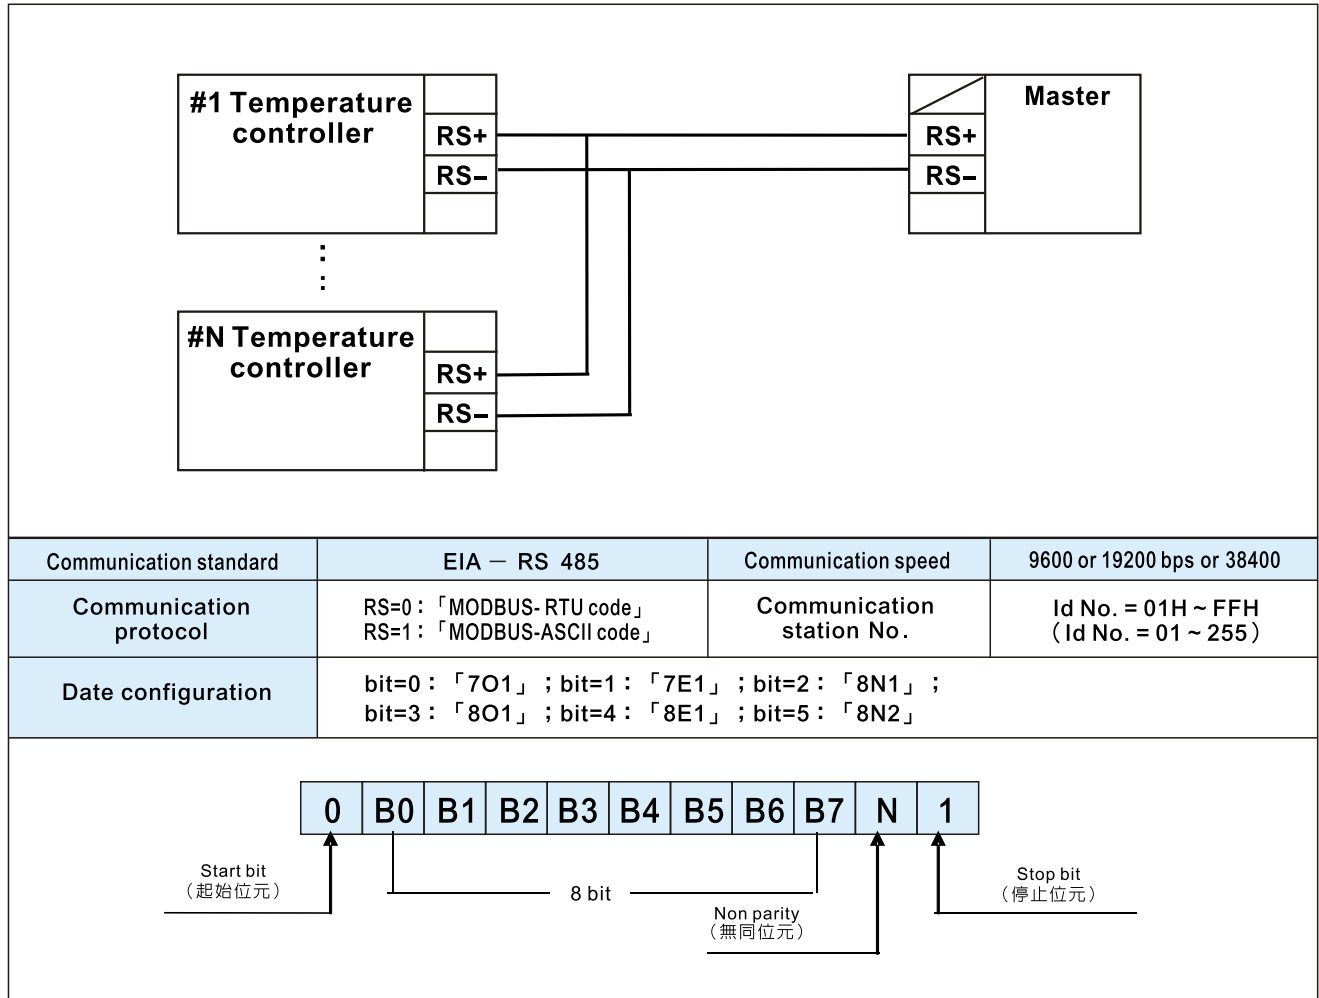 #1 Temperature
controller
RS+
RS–
Master
RS+
RS–
#N Temperature
controller
RS+
RS–
Communication standard
EIA － RS 485
Communication speed
9600 or 19200 bps or 38400
Communication
protocol
RS=0：「MODBUS- RTU code」
RS=1：「MODBUS-ASCII code」
Communication
station No.
Id No. = 01H ~ FFH
（Id No. = 01 ~ 255）
Date configuration
bit=0：「7O1」；bit=1：「7E1」；bit=2：「8N1」；
bit=3：「8O1」；bit=4：「8E1」；bit=5：「8N2」
0 B0 B1 B2 B3 B4 B5 B6 B7 N 1
Start bit
（起始位元）
8 bit
Non parity
（無同位元）
Stop bit
（停止位元）